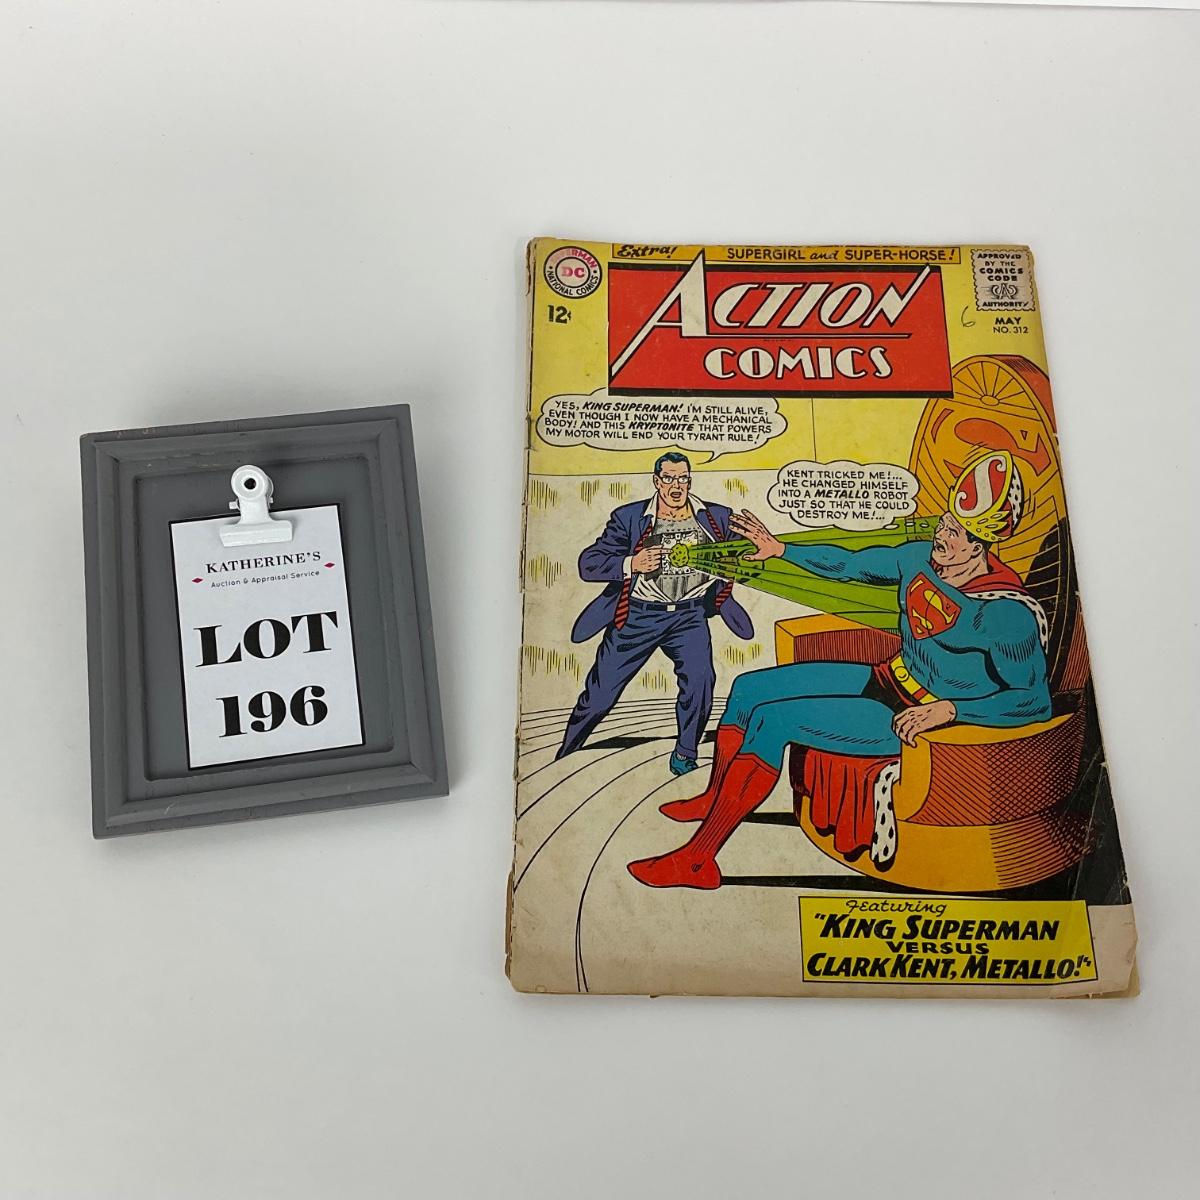 KATHERINE'S
Auction & Appraisal Service
LOT
196
Extra! SUPERGIRL and SUPER-HORSE!
SUPERMAN
DC
NATIONAL COMICS
12¢
ACTION
COMICS
APPROVED
BY THE
COMICS
CODE
CA
AUTHORITY
6
MAY
NO. 312
YES, KING SUPERMAN! I'M STILL ALIVE,
EVEN THOUGH I NOW HAVE A MECHANICAL
BODY! AND THIS KRYPTONITE THAT POWERS
MY MOTOR WILL END YOUR TYRANT RULE!
KENT TRICKED ME!...
HE CHANGED HIMSELF
INTO A METALLO ROBOT
JUST SO THAT HE COULD
DESTROY ME!...
S
S
Featuring
"KING SUPERMAN
VERSUS
CLARK KENT, METALLO!"